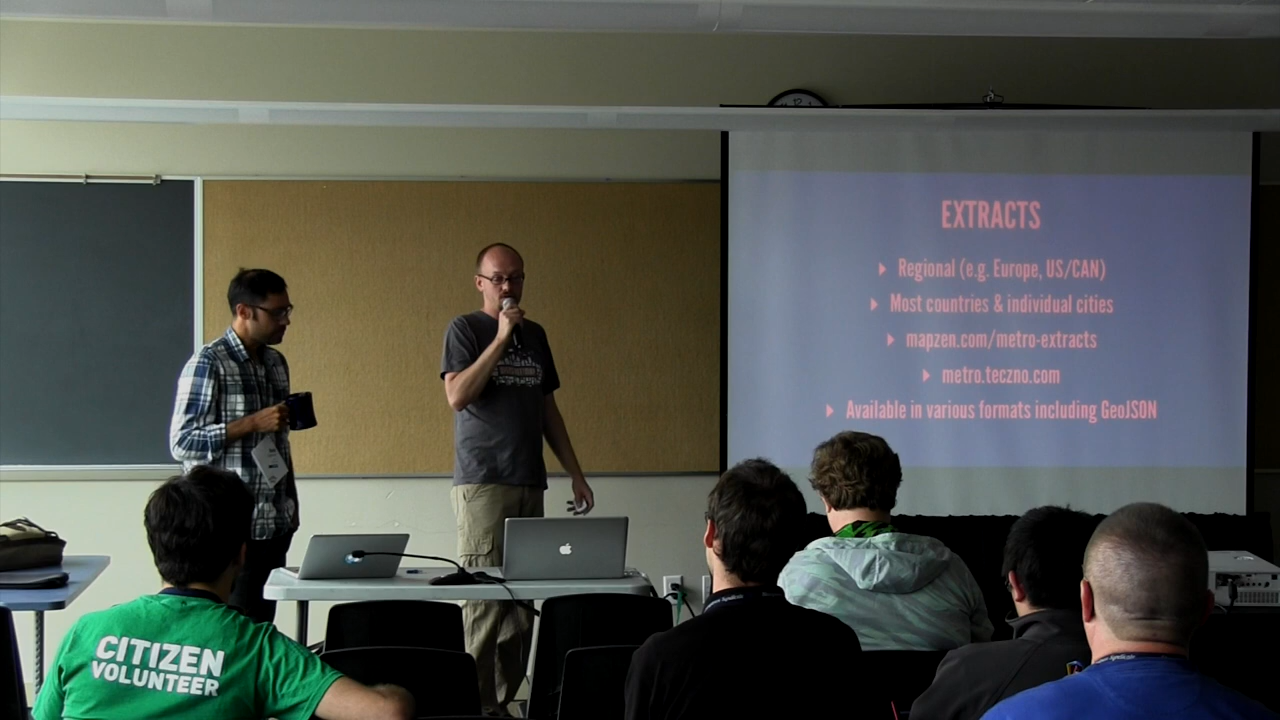 EXTRACTS
Regional (e.g. Europe, US/CAN)
Most countries & individual cities
mapzen.com/metro-extracts
metro.teczno.com
Available in various formats including GeoJSON
CITIZEN
VOLUNTEER